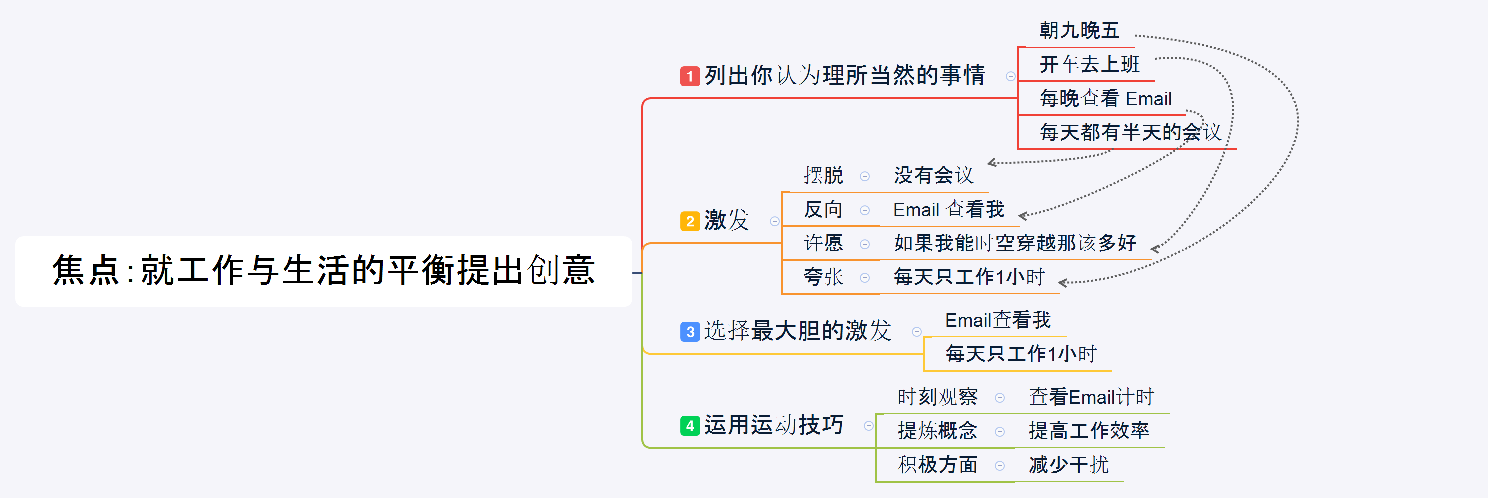 焦点:就工作与生活的平衡提出创意
1 列出你认为理所当然的事情
朝九晚五
开车去上班
每晚查看 Email
每天都有半天的会议
2 激发
摆脱 没有会议
反向 Email 查看我
许愿 如果我能时空穿越那该多好
夸张 每天只工作1小时
3 选择最大胆的激发
Email查看我
每天只工作1小时
4 运用运动技巧
时刻观察 查看Email计时
提炼概念 提高工作效率
积极方面 减少干扰